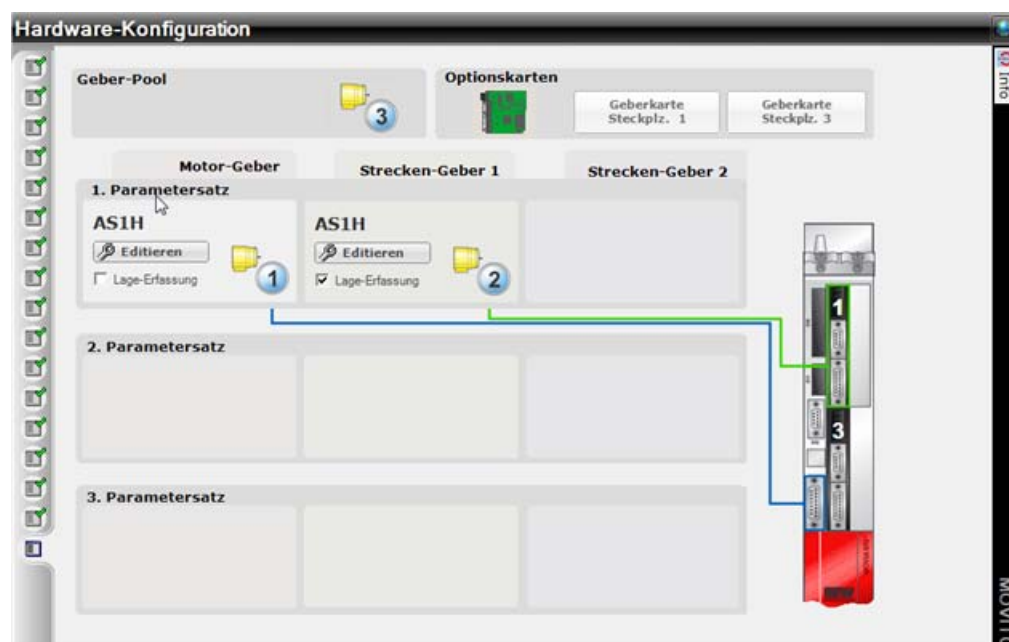 Hardware-Konfiguration
Info
Geber-Pool
3
Optionskarten
Geberkarte
Steckplz. 1
Geberkarte
Steckplz. 3
Motor-Geber
Strecken-Geber 1
Strecken-Geber 2
1. Parametersatz
AS1H
Editieren
Lage-Erfassung
1
AS1H
Editieren
Lage-Erfassung
2
1
3
2. Parametersatz
3. Parametersatz
SEW